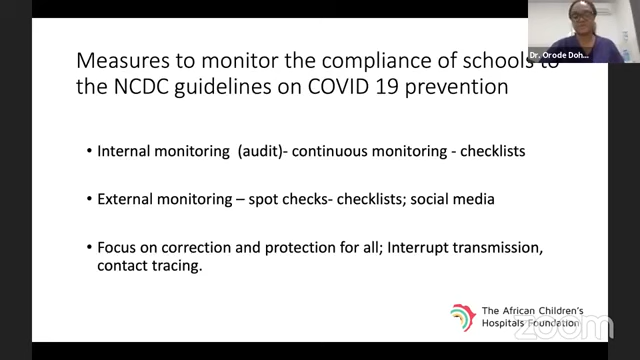 Measures to monitor the compliance of schools to
the NCDC guidelines on COVID 19 prevention
Dr. Orode Doh...
• Internal monitoring (audit)- continuous monitoring - checklists
• External monitoring – spot checks- checklists; social media
• Focus on correction and protection for all; Interrupt transmission,
contact tracing.
The African Children's
Hospitals Foundation
zoom